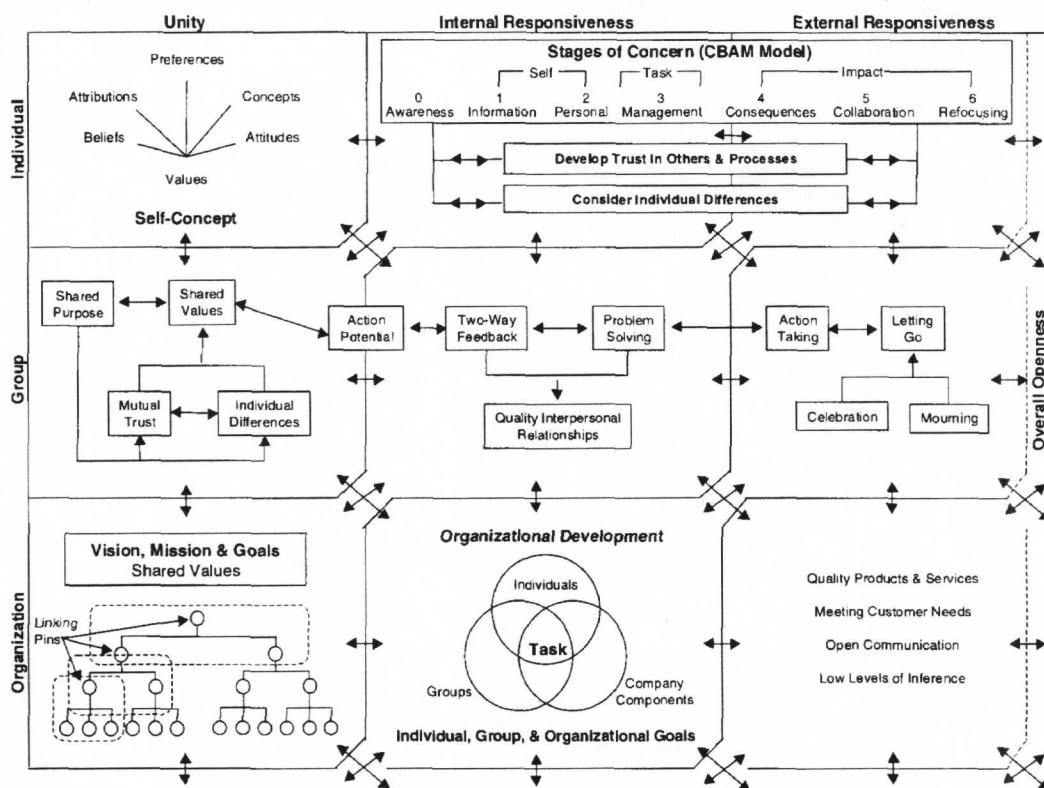 Unity
Internal Responsiveness
External Responsiveness
Individual
Preferences
Attributions
Concepts
Beliefs
Attitudes
Values
Self-Concept
Stages of Concern (CBAM Model)
Self
Task
Impact
0
1
2
3
4
5
6
Awareness
Information
Personal
Management
Consequences
Collaboration
Refocusing
Develop Trust In Others & Processes
Consider Individual Differences
Group
Shared
Purpose
Shared
Values
Mutual
Trust
Individual
Differences
Action
Potential
Two-Way
Feedback
Problem
Solving
Quality Interpersonal
Relationships
Action
Taking
Letting
Go
Celebration
Mourning
Overall Openness
Organization
Vision, Mission & Goals
Shared Values
Linking
Pins
Organizational Development
Individuals
Task
Groups
Company
Components
Individual, Group, & Organizational Goals
Quality Products & Services
Meeting Customer Needs
Open Communication
Low Levels of Inference